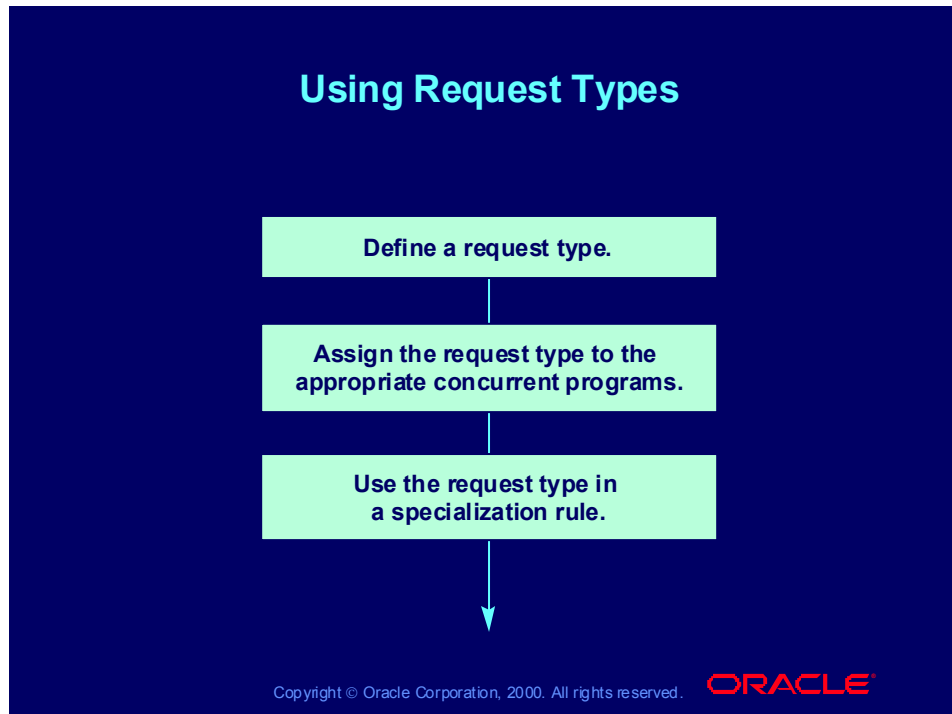 Using Request Types
Define a request type.
Assign the request type to the
appropriate concurrent programs.
Use the request type in
a specialization rule.
Copyright © Oracle Corporation, 2000. All rights reserved.
ORACLE®